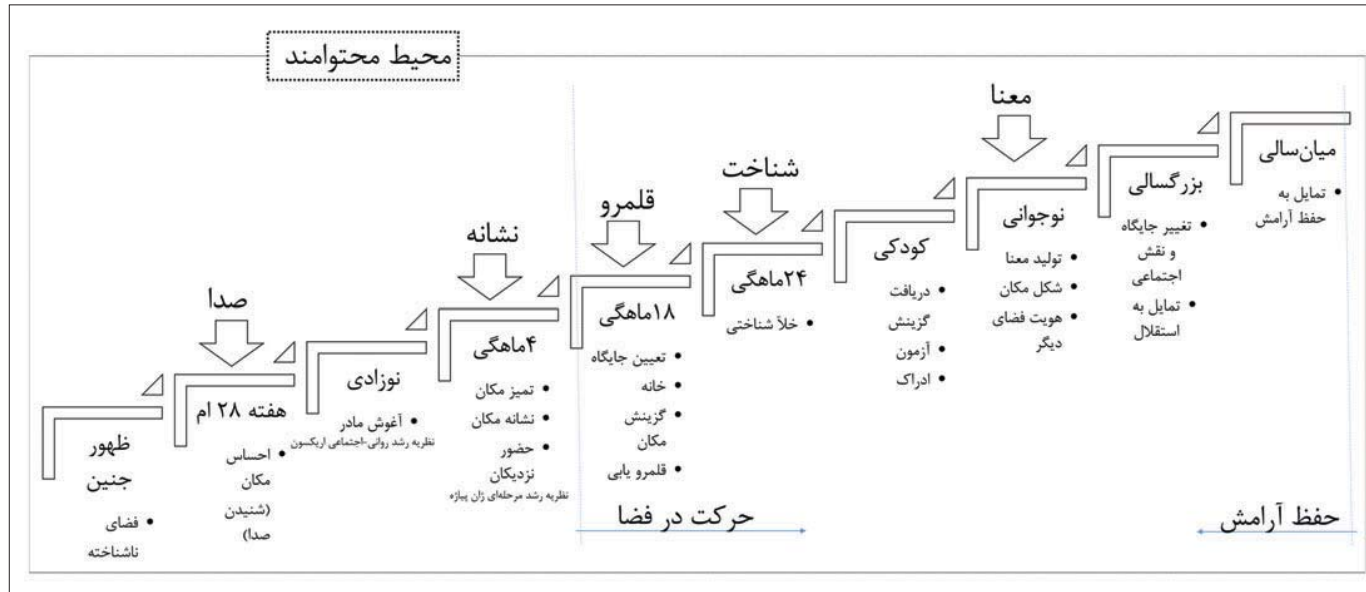 محیط محتوامند
صدا
نشانه
قلمرو
شناخت
معنا
ظهور
جنین
• فضای
ناشناخته
هفته ۲۸ ام
• احساس
مکان
(شنیدن
صدا)
نوزادی
• آغوش مادر
نظریه رشد روانی-اجتماعی اریکسون
۴ماهگی
• تمیز مکان
• نشانه مکان
• حضور
نزدیکان
نظریه رشد مرحله‌ای ژان پیاژه
۱۸ماهگی
• تعیین جایگاه
• خانه
• گزینش
مکان
• قلمرو یابی
۲۴ماهگی
• خلأ شناختی
کودکی
• دریافت
• گزینش
• آزمون
• ادراک
نوجوانی
• تولید معنا
• شکل مکان
• هویت فضای
دیگر
بزرگسالی
• تغییر جایگاه
و نقش
اجتماعی
• تمایل به
استقلال
میان‌سالی
• تمایل به
حفظ آرامش
حرکت در فضا
حفظ آرامش